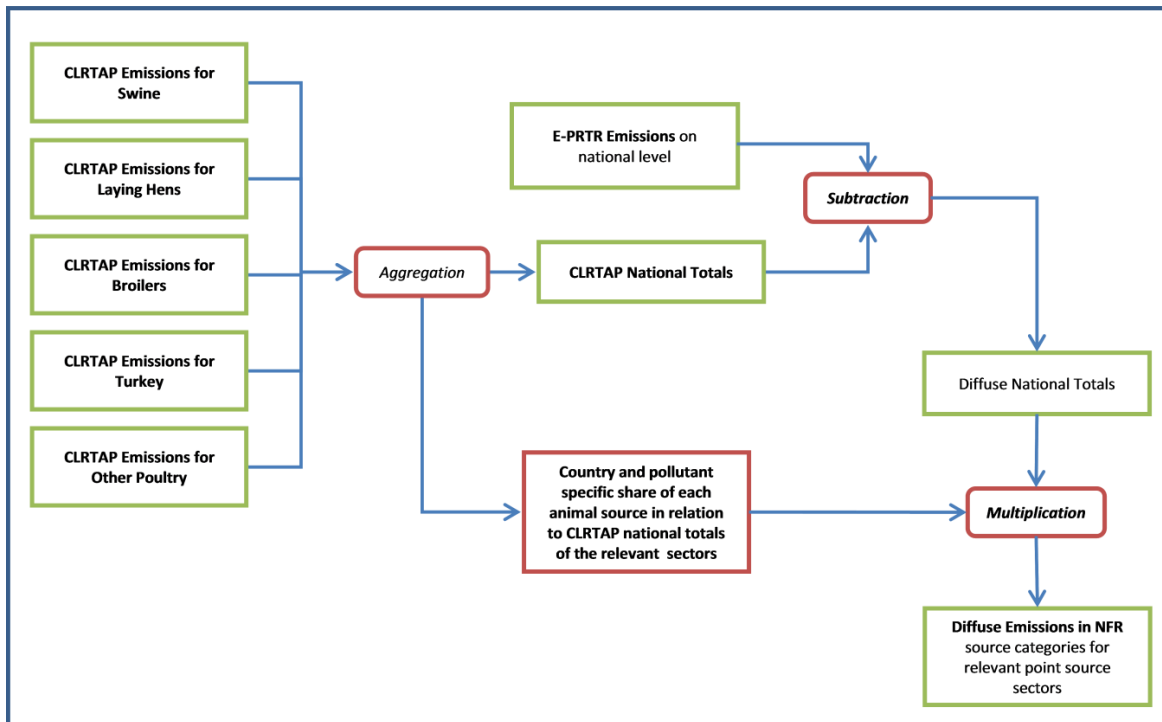 CLRTAP Emissions for
Swine
CLRTAP Emissions for
Laying Hens
CLRTAP Emissions for
Broilers
CLRTAP Emissions for
Turkey
CLRTAP Emissions for
Other Poultry
Aggregation
E-PRTR Emissions on
national level
CLRTAP National Totals
Subtraction
Diffuse National Totals
Country and pollutant
specific share of each
animal source in relation
to CLRTAP national totals
of the relevant sectors
Multiplication
Diffuse Emissions in NFR
source categories for
relevant point source
sectors